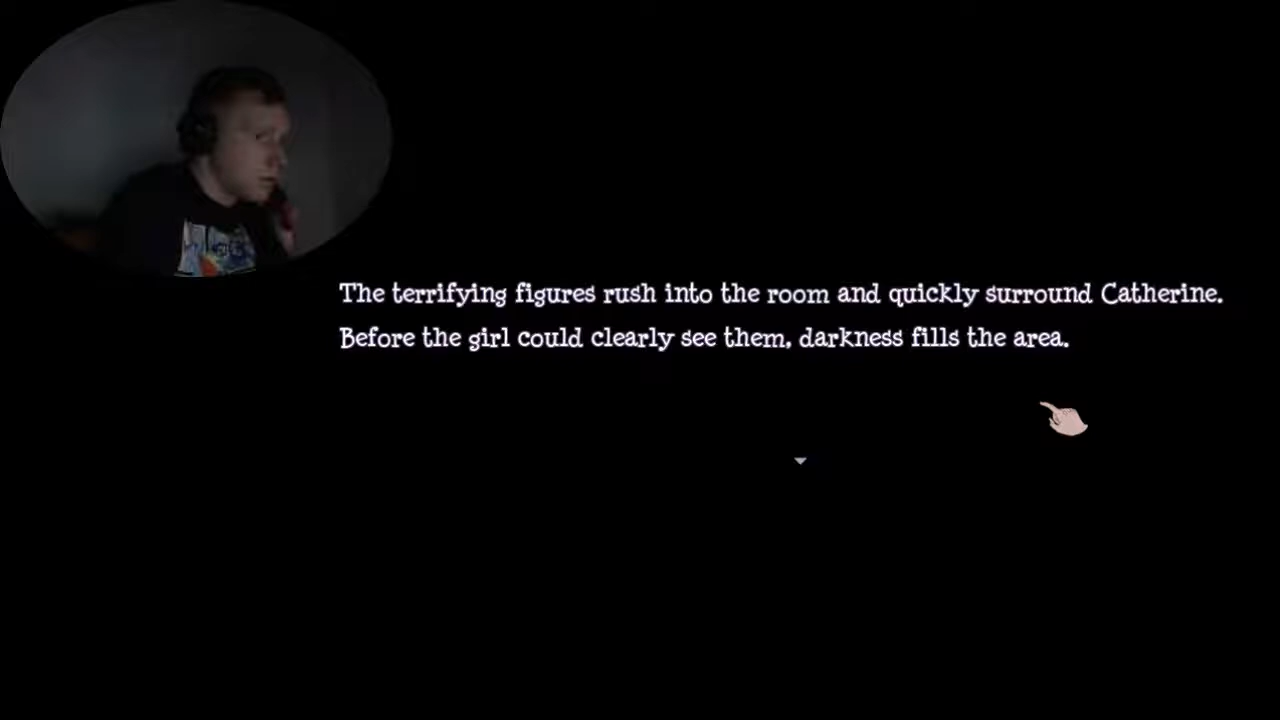 The terrifying figures rush into the room and quickly surround Catherine.
Before the girl could clearly see them, darkness fills the area.